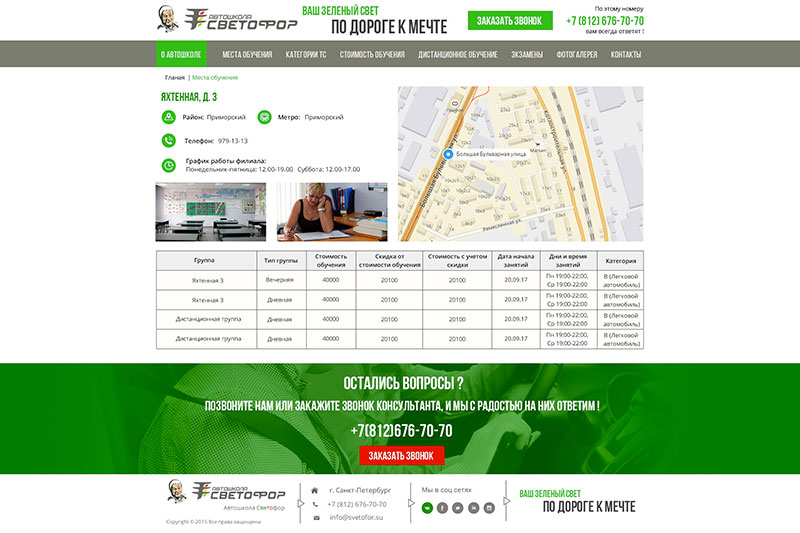 АВТОШКОЛА
СВЕТОФОР
ВАШ ЗЕЛЕНЫЙ СВЕТ
ПО ДОРОГЕ К МЕЧТЕ
ЗАКАЗАТЬ ЗВОНОК
По этому номеру
+7 (812) 676-70-70
вам всегда ответят !
О АВТОШКОЛЕ МЕСТА ОБУЧЕНИЯ КАТЕГОРИИ ТС СТОИМОСТЬ ОБУЧЕНИЯ ДИСТАНЦИОННОЕ ОБУЧЕНИЕ ЭКЗАМЕНЫ ФОТОГАЛЕРЕЯ КОНТАКТЫ
Гланая | Места обучения
ЯХТЕННАЯ, Д. 3
Район: Приморский Метро: Приморский
Телефон: 979-13-13
График работы филиала:
Понедельник-пятница: 12.00-19.00 Суббота: 12.00-17.00
Большая Бульварная улица
Магнит
Ремесленная ул.
Группа Тип группы Стоимость обучения Скидка от стоимости обучения Стоимость с учетом скидки Дата начала занятий Дни и время занятий Категория
Яхтенная 3 Вечерняя 40000 20100 20100 20.09.17 Пн 19:00-22:00, Ср 19:00-22:00 В (Легковой автомобиль)
Яхтенная 3 Дневная 40000 20100 20100 20.09.17 Пн 19:00-22:00, Ср 19:00-22:00 В (Легковой автомобиль)
Дистанционная группа Дневная 40000 20100 20100 20.09.17 Пн 19:00-22:00, Ср 19:00-22:00 В (Легковой автомобиль)
Дистанционная группа Дневная 40000 20100 20100 20.09.17 Пн 19:00-22:00, Ср 19:00-22:00 В (Легковой автомобиль)
ОСТАЛИСЬ ВОПРОСЫ ?
ПОЗВОНИТЕ НАМ ИЛИ ЗАКАЖИТЕ ЗВОНОК КОНСУЛЬТАНТА, И МЫ С РАДОСТЬЮ НА НИХ ОТВЕТИМ !
+7(812)676-70-70
ЗАКАЗАТЬ ЗВОНОК
АВТОШКОЛА
СВЕТОФОР
Автошкола Светофор
Copyright © 2015 Все права защищены
г. Санкт-Петербург
+7 (812) 676-70-70
info@svetofor.su
Мы в соц сетях
ВАШ ЗЕЛЕНЫЙ СВЕТ
ПО ДОРОГЕ К МЕЧТЕ